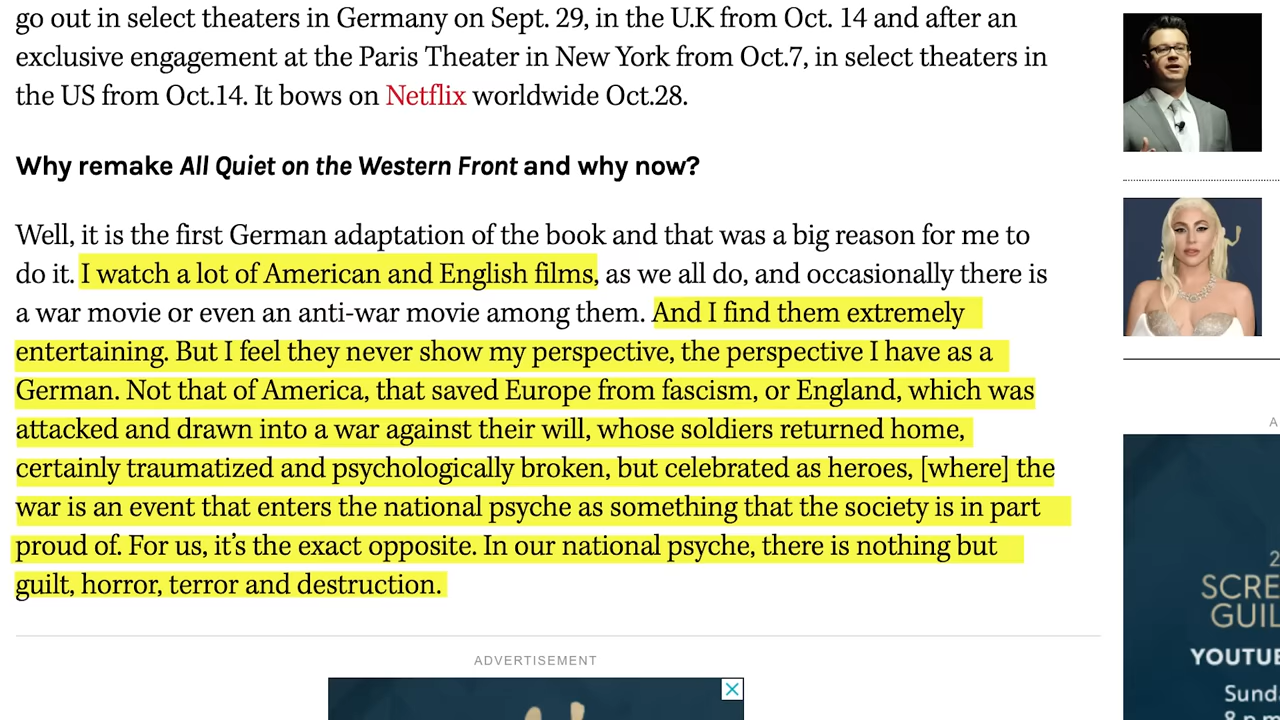 go out in select theaters in Germany on Sept. 29, in the U.K from Oct. 14 and after an
exclusive engagement at the Paris Theater in New York from Oct.7, in select theaters in
the US from Oct.14. It bows on Netflix worldwide Oct.28.
Why remake All Quiet on the Western Front and why now?
Well, it is the first German adaptation of the book and that was a big reason for me to
do it. I watch a lot of American and English films, as we all do, and occasionally there is
a war movie or even an anti-war movie among them. And I find them extremely
entertaining. But I feel they never show my perspective, the perspective I have as a
German. Not that of America, that saved Europe from fascism, or England, which was
attacked and drawn into a war against their will, whose soldiers returned home,
certainly traumatized and psychologically broken, but celebrated as heroes, [where] the
war is an event that enters the national psyche as something that the society is in part
proud of. For us, it’s the exact opposite. In our national psyche, there is nothing but
guilt, horror, terror and destruction.
ADVERTISEMENT
A
2
SCRE
GUIL
YOUTUE
Sund